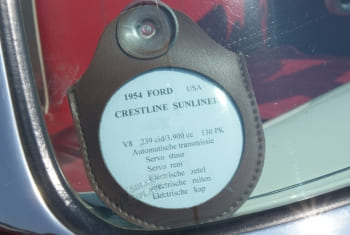 1954 FORD USA
CRESTLINE SUNLINER
V8 239 cid/3.900 cc 130 PK
Automatische transmissie
Servo stuur
Servo rem
Electrische zetel
Electrische ruiten
Electrische kap